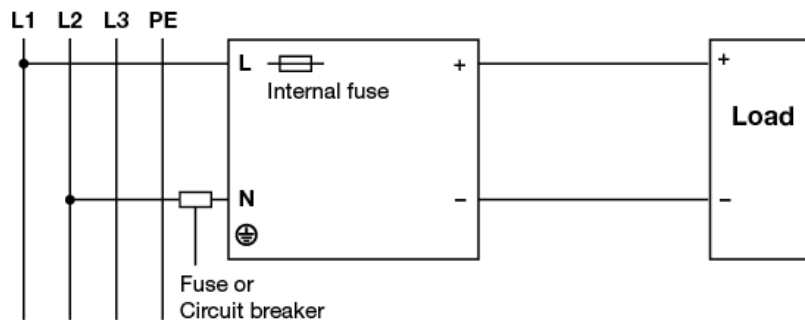 L1 L2 L3 PE
L + +
Internal fuse
Load
N − −
Fuse or
Circuit breaker